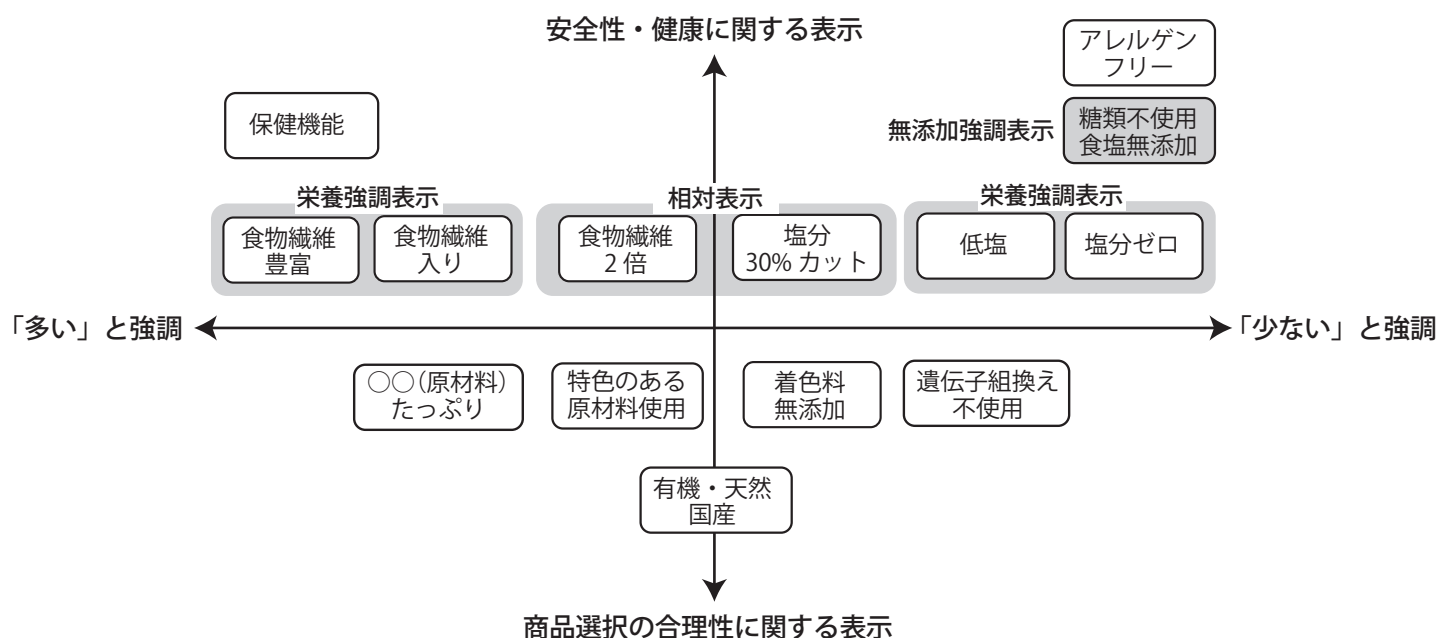 安全性・健康に関する表示
アレルゲン
フリー
保健機能
無添加強調表示
糖類不使用
食塩無添加
栄養強調表示
相対表示
栄養強調表示
食物繊維
豊富
食物繊維
入り
食物繊維
2 倍
塩分
30% カット
低塩
塩分ゼロ
「多い」と強調
「少ない」と強調
○○(原材料)
たっぷり
特色のある
原材料使用
着色料
無添加
遺伝子組換え
不使用
有機・天然
国産
商品選択の合理性に関する表示